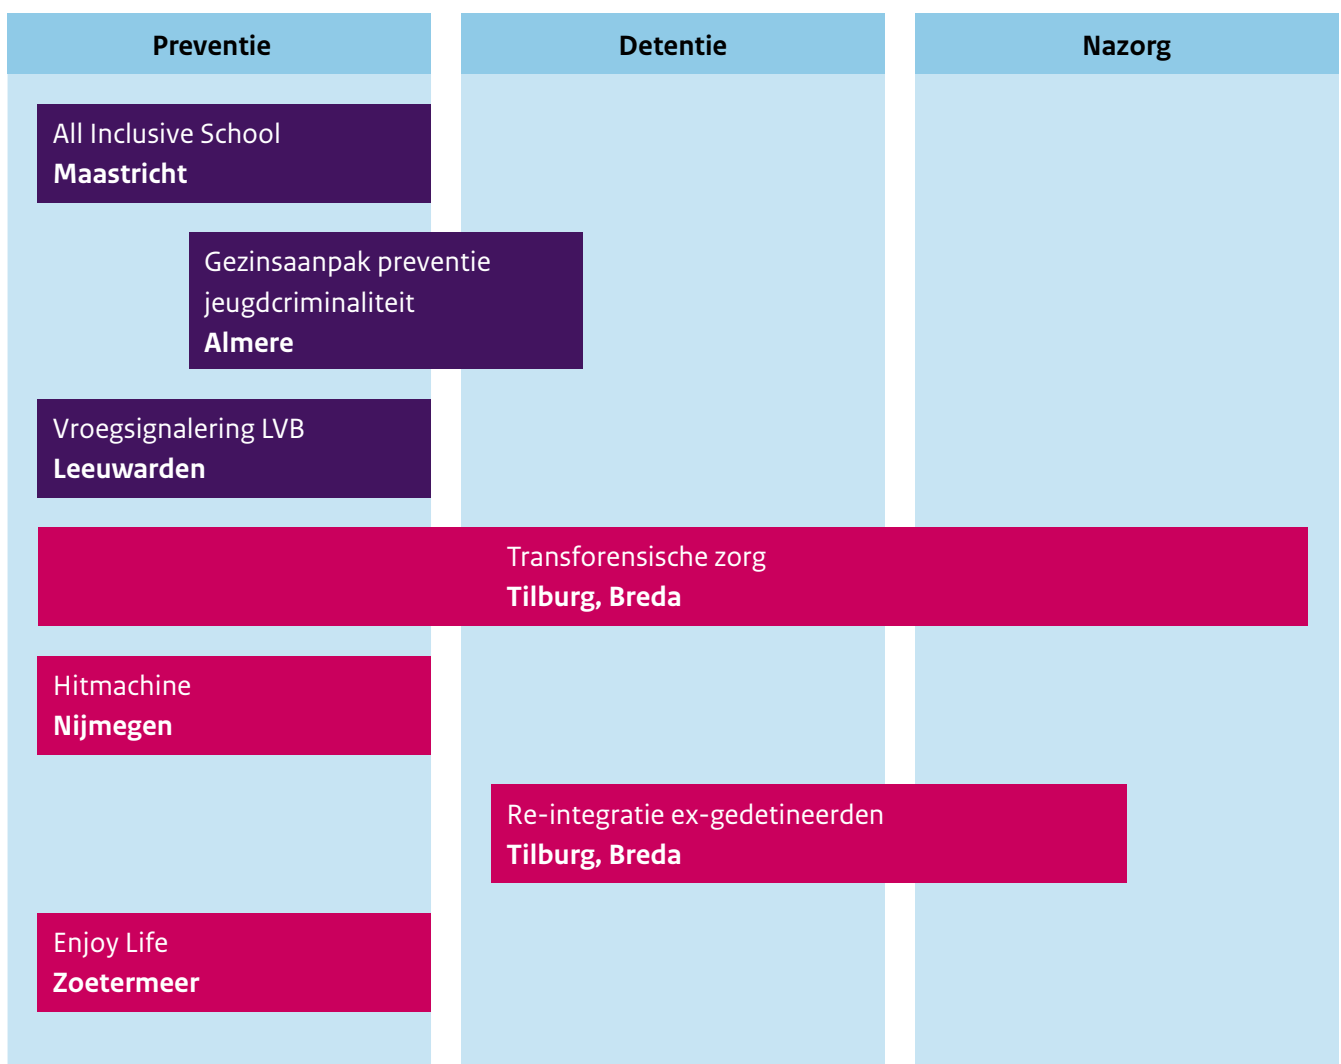 Preventie
Detentie
Nazorg
All Inclusive School
Maastricht
Gezinsaanpak preventie
jeugdcriminaliteit
Almere
Vroegsignalering LVB
Leeuwarden
Transforensische zorg
Tilburg, Breda
Hitmachine
Nijmegen
Re-integratie ex-gedetineerden
Tilburg, Breda
Enjoy Life
Zoetermeer